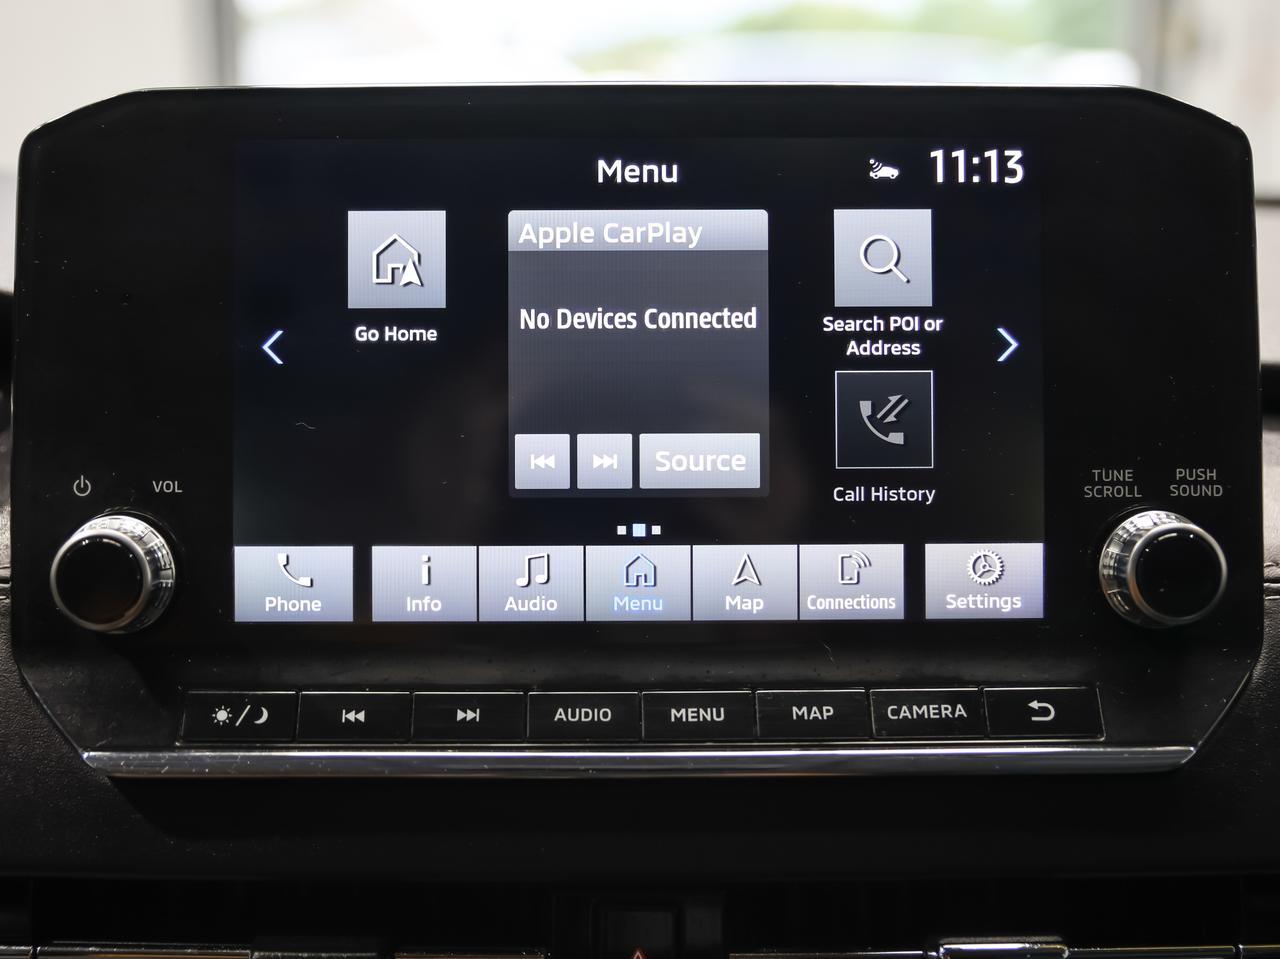 Menu
11:13
Apple CarPlay
No Devices Connected
Source
Go Home
Search POI or
Address
Call History
VOL
TUNE
SCROLL
PUSH
SOUND
Phone
Info
Audio
Menu
Map
Connections
Settings
AUDIO
MENU
MAP
CAMERA